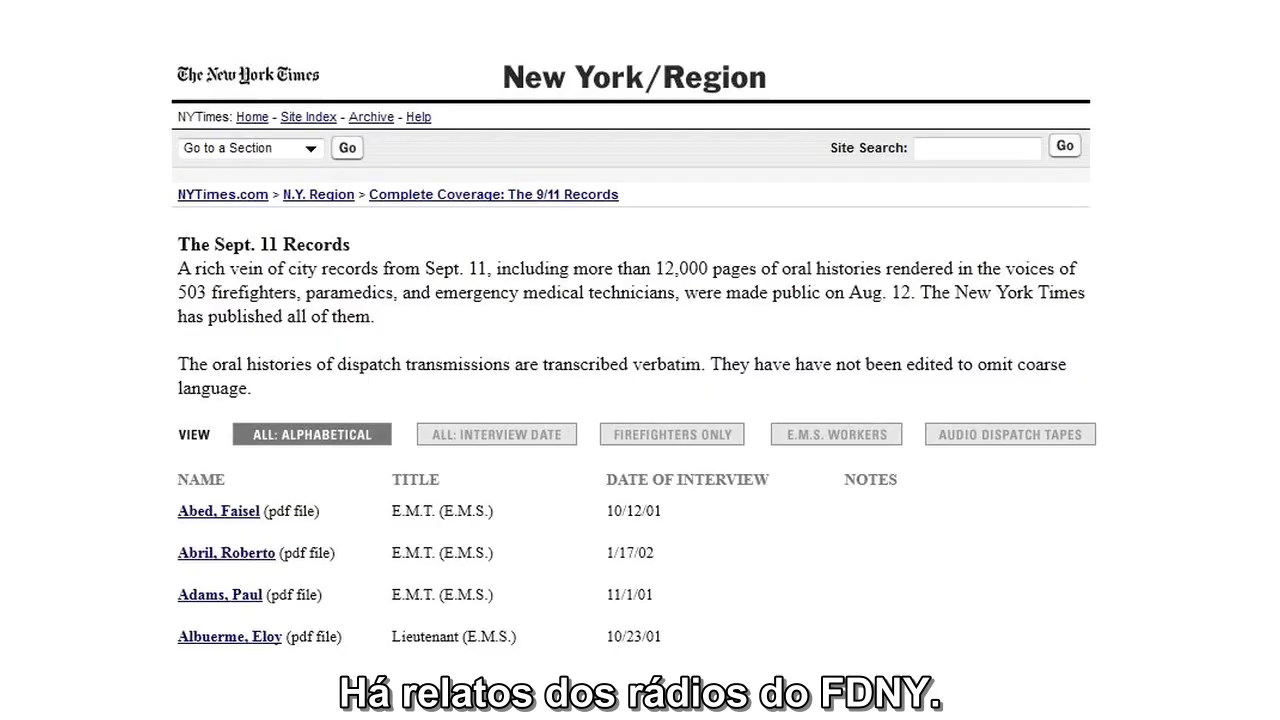 The New York Times
New York/Region
NYTimes: Home - Site Index - Archive - Help
Go to a Section Go Site Search: Go
NYTimes.com > N.Y. Region > Complete Coverage: The 9/11 Records
The Sept. 11 Records
A rich vein of city records from Sept. 11, including more than 12,000 pages of oral histories rendered in the voices of
503 firefighters, paramedics, and emergency medical technicians, were made public on Aug. 12. The New York Times
has published all of them.
The oral histories of dispatch transmissions are transcribed verbatim. They have have not been edited to omit coarse
language.
VIEW ALL: ALPHABETICAL ALL: INTERVIEW DATE FIREFIGHTERS ONLY E.M.S. WORKERS AUDIO DISPATCH TAPES
NAME TITLE DATE OF INTERVIEW NOTES
Abed, Faisel (pdf file) E.M.T. (E.M.S.) 10/12/01
Abril, Roberto (pdf file) E.M.T. (E.M.S.) 1/17/02
Adams, Paul (pdf file) E.M.T. (E.M.S.) 11/1/01
Albuerme, Eloy (pdf file) Lieutenant (E.M.S.) 10/23/01
Há relatos dos rádios do FDNY.